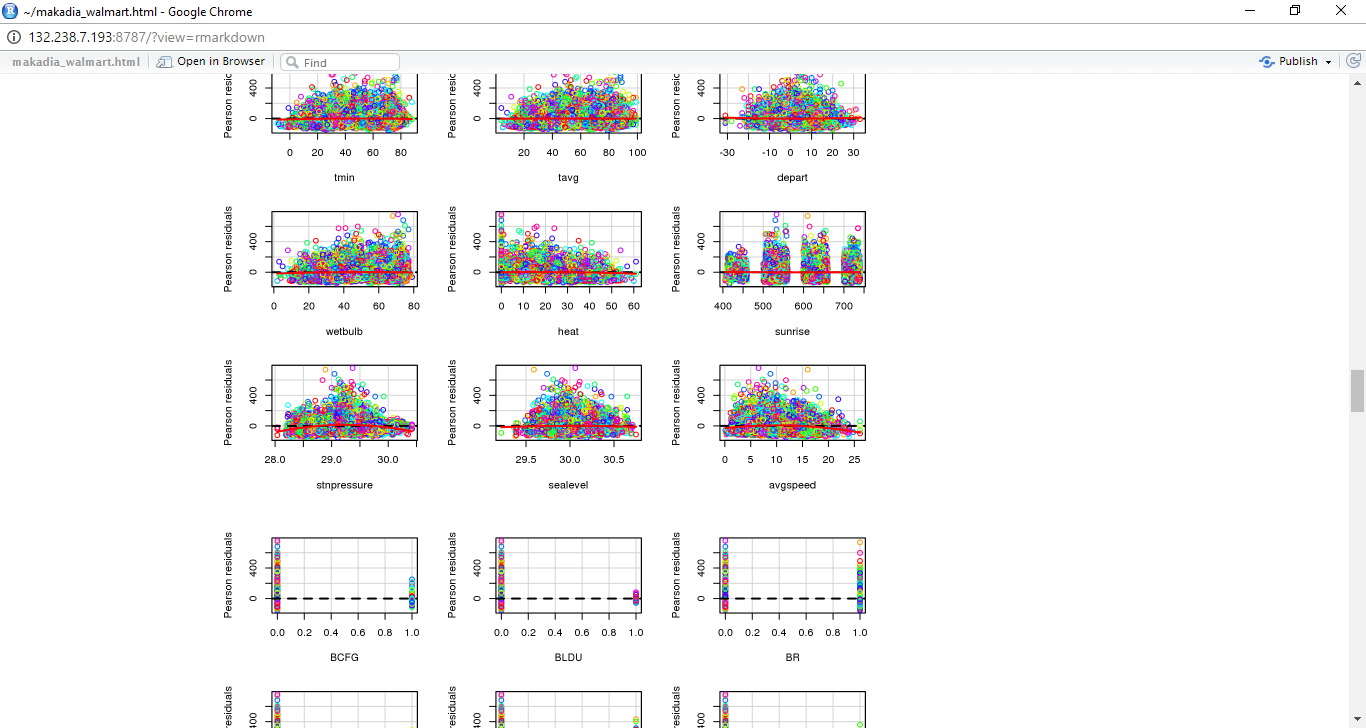 ~/makadia_walmart.html - Google Chrome
132.238.7.193:8787/?view=rmarkdown
makadia_walmart.html Open in Browser Find Publish
Pearson resid Pearson resid Pearson resid
0 400 0 400 0 400
0 20 40 60 80 20 40 60 80 100 -30 -10 0 10 20 30
tmin tavg depart
Pearson residuals Pearson residuals Pearson residuals
0 400 0 400 0 400
0 20 40 60 80 0 10 20 30 40 50 60 400 500 600 700
wetbulb heat sunrise
Pearson residuals Pearson residuals Pearson residuals
0 400 0 400 0 400
28.0 29.0 30.0 29.5 30.0 30.5 0 5 10 15 20 25
stnpressure sealevel avgspeed
Pearson residuals Pearson residuals Pearson residuals
0 400 0 400 0 400
0.0 0.2 0.4 0.6 0.8 1.0 0.0 0.2 0.4 0.6 0.8 1.0 0.0 0.2 0.4 0.6 0.8 1.0
BCFG BLDU BR
esiduals esiduals esiduals
400 400 400